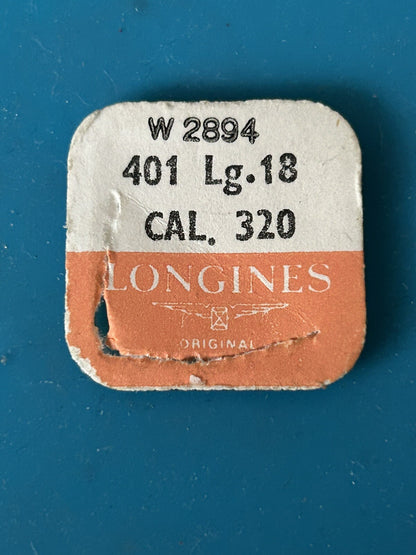 W 2894
401 Lg.18
CAL. 320
LONGINES
ORIGINAL